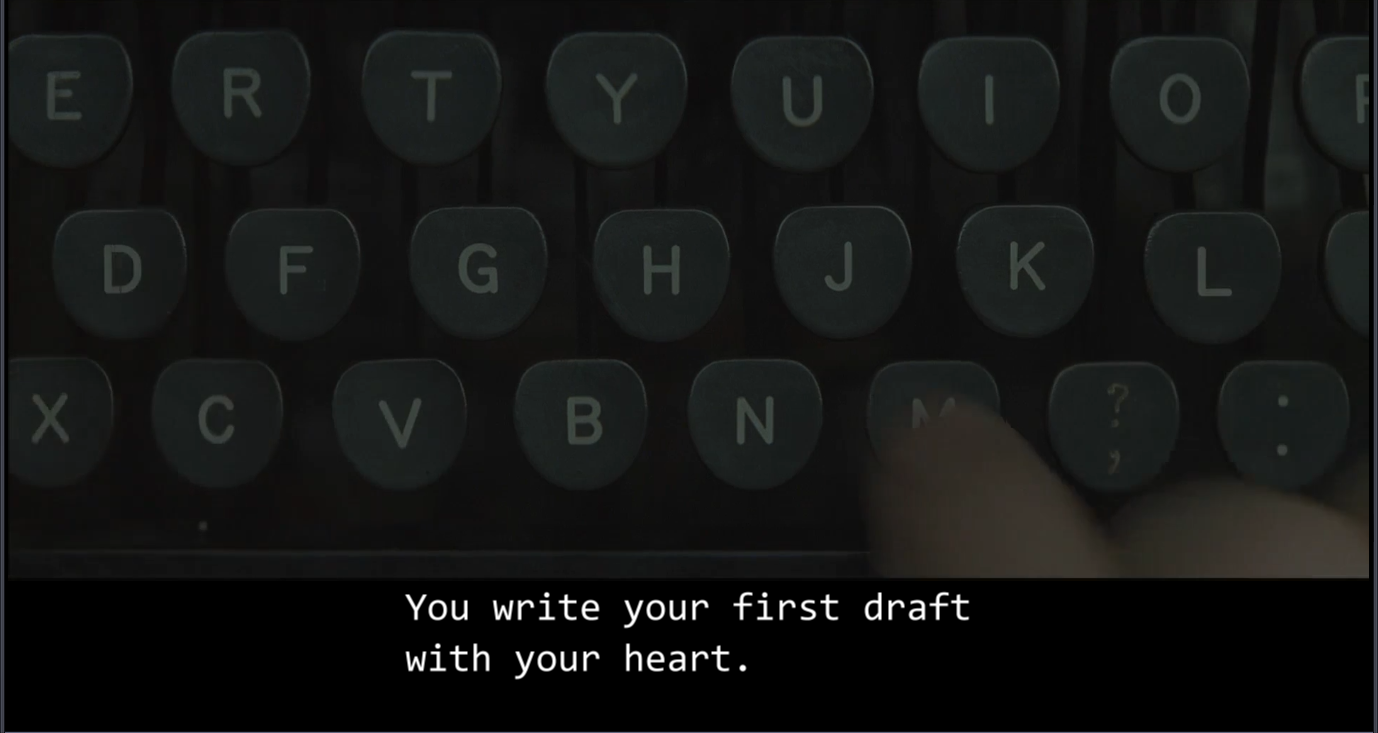 E R T Y U I O P
D F G H J K L
X C V B N M ? ; :
You write your first draft
with your heart.